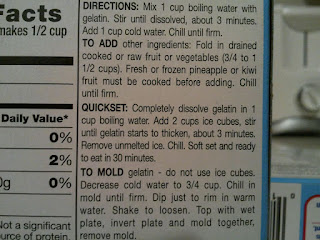 Facts
makes 1/2 cup
Daily Value*
0%
2%
0g 0%
Not a significant
source of protein.
DIRECTIONS: Mix 1 cup boiling water with
gelatin. Stir until dissolved, about 3 minutes.
Add 1 cup cold water. Chill until firm.
TO ADD other ingredients: Fold in drained
cooked or raw fruit or vegetables (3/4 to 1
1/2 cups). Fresh or frozen pineapple or kiwi
fruit must be cooked before adding. Chill
until firm.
QUICKSET: Completely dissolve gelatin in 1
cup boiling water. Add 2 cups ice cubes, stir
until gelatin starts to thicken, about 3 minutes.
Remove unmelted ice. Chill. Soft set and ready
to eat in 30 minutes.
TO MOLD gelatin - do not use ice cubes.
Decrease cold water to 3/4 cup. Chill in
mold until firm. Dip just to rim in warm
water. Shake to loosen. Top with wet
plate, invert plate and mold together,
remove mold.